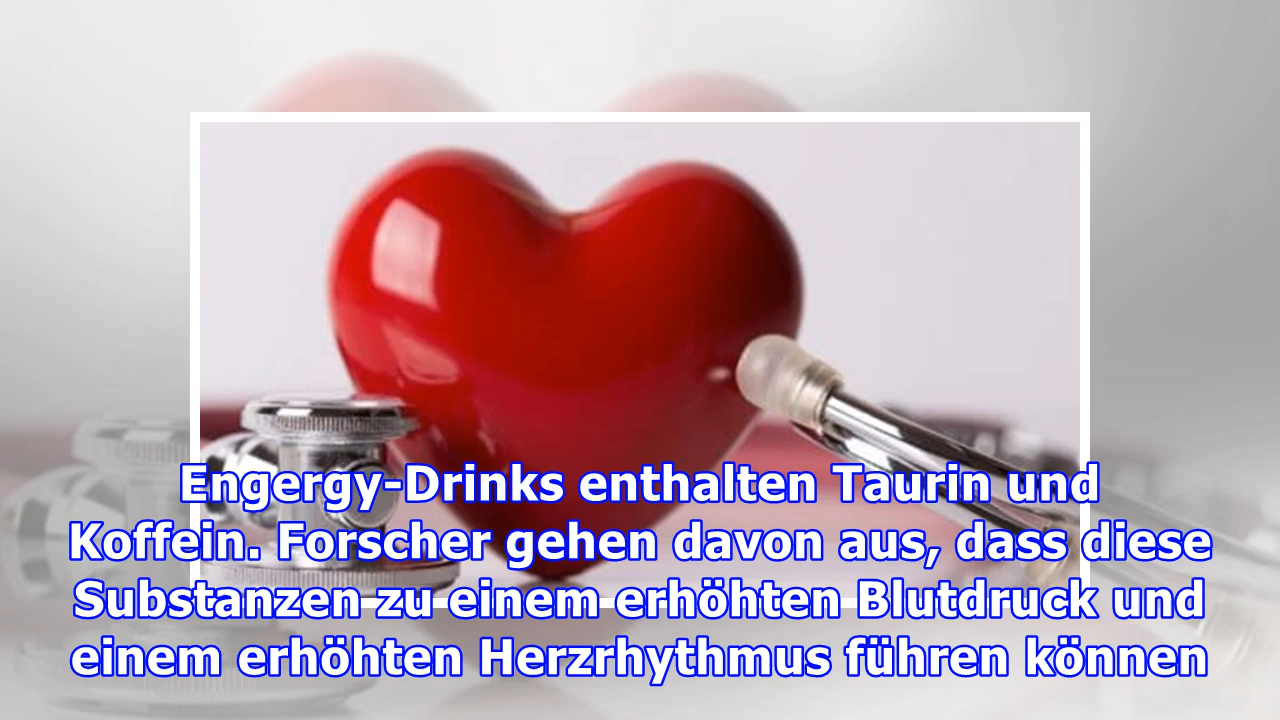 Engergy-Drinks enthalten Taurin und
Koffein. Forscher gehen davon aus, dass diese
Substanzen zu einem erhöhten Blutdruck und
einem erhöhten Herzrhythmus führen können